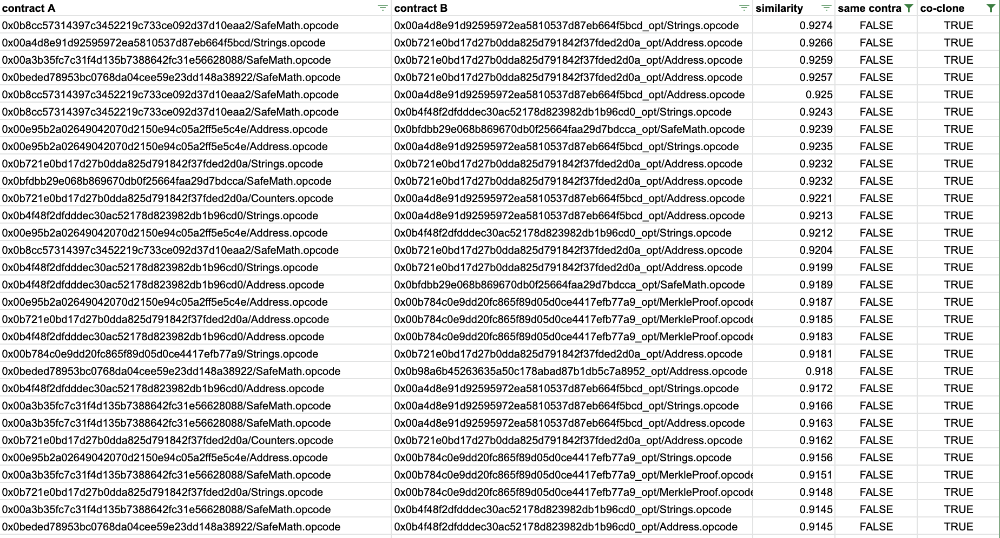 contract A contract B similarity same contra co-clone
0x0b8cc57314397c3452219c733ce092d37d10eaa2/SafeMath.opcode 0x00a4d8e91d92595972ea5810537d87eb664f5bcd_opt/Strings.opcode 0.9274 FALSE TRUE
0x00a4d8e91d92595972ea5810537d87eb664f5bcd/Strings.opcode 0x0b721e0bd17d27b0dda825d791842f37fded2d0a_opt/Address.opcode 0.9266 FALSE TRUE
0x00a3b35fc7c31f4d135b7388642fc31e56628088/SafeMath.opcode 0x0b721e0bd17d27b0dda825d791842f37fded2d0a_opt/Address.opcode 0.9259 FALSE TRUE
0x0beded78953bc0768da04cee59e23dd148a38922/SafeMath.opcode 0x0b721e0bd17d27b0dda825d791842f37fded2d0a_opt/Address.opcode 0.9257 FALSE TRUE
0x0b8cc57314397c3452219c733ce092d37d10eaa2/SafeMath.opcode 0x00a4d8e91d92595972ea5810537d87eb664f5bcd_opt/Address.opcode 0.925 FALSE TRUE
0x0b8cc57314397c3452219c733ce092d37d10eaa2/SafeMath.opcode 0x0b4f48f2dfdddec30ac52178d823982db1b96cd0_opt/Strings.opcode 0.9243 FALSE TRUE
0x00e95b2a02649042070d2150e94c05a2ff5e5c4e/Address.opcode 0x0bfdbb29e068b869670db0f25664faa29d7bdcca_opt/SafeMath.opcode 0.9239 FALSE TRUE
0x00e95b2a02649042070d2150e94c05a2ff5e5c4e/Address.opcode 0x00a4d8e91d92595972ea5810537d87eb664f5bcd_opt/Strings.opcode 0.9235 FALSE TRUE
0x0b721e0bd17d27b0dda825d791842f37fded2d0a/Strings.opcode 0x0b721e0bd17d27b0dda825d791842f37fded2d0a_opt/Address.opcode 0.9232 FALSE TRUE
0x0bfdbb29e068b869670db0f25664faa29d7bdcca/SafeMath.opcode 0x0b721e0bd17d27b0dda825d791842f37fded2d0a_opt/Address.opcode 0.9232 FALSE TRUE
0x0b721e0bd17d27b0dda825d791842f37fded2d0a/Counters.opcode 0x00a4d8e91d92595972ea5810537d87eb664f5bcd_opt/Address.opcode 0.9221 FALSE TRUE
0x0b4f48f2dfdddec30ac52178d823982db1b96cd0/Strings.opcode 0x00a4d8e91d92595972ea5810537d87eb664f5bcd_opt/Address.opcode 0.9213 FALSE TRUE
0x00e95b2a02649042070d2150e94c05a2ff5e5c4e/Address.opcode 0x0b4f48f2dfdddec30ac52178d823982db1b96cd0_opt/Strings.opcode 0.9212 FALSE TRUE
0x0b8cc57314397c3452219c733ce092d37d10eaa2/SafeMath.opcode 0x0b721e0bd17d27b0dda825d791842f37fded2d0a_opt/Address.opcode 0.9204 FALSE TRUE
0x0b4f48f2dfdddec30ac52178d823982db1b96cd0/Strings.opcode 0x0b721e0bd17d27b0dda825d791842f37fded2d0a_opt/Address.opcode 0.9199 FALSE TRUE
0x0b4f48f2dfdddec30ac52178d823982db1b96cd0/Address.opcode 0x0bfdbb29e068b869670db0f25664faa29d7bdcca_opt/SafeMath.opcode 0.9189 FALSE TRUE
0x00e95b2a02649042070d2150e94c05a2ff5e5c4e/Address.opcode 0x00b784c0e9dd20fc865f89d05d0ce4417efb77a9_opt/MerkleProof.opcode 0.9187 FALSE TRUE
0x0b721e0bd17d27b0dda825d791842f37fded2d0a/Address.opcode 0x00b784c0e9dd20fc865f89d05d0ce4417efb77a9_opt/MerkleProof.opcode 0.9185 FALSE TRUE
0x0b4f48f2dfdddec30ac52178d823982db1b96cd0/Address.opcode 0x00b784c0e9dd20fc865f89d05d0ce4417efb77a9_opt/MerkleProof.opcode 0.9183 FALSE TRUE
0x00b784c0e9dd20fc865f89d05d0ce4417efb77a9/Strings.opcode 0x0b721e0bd17d27b0dda825d791842f37fded2d0a_opt/Address.opcode 0.9181 FALSE TRUE
0x0beded78953bc0768da04cee59e23dd148a38922/SafeMath.opcode 0x0b98a6b45263635a50c178abad87b1db5c7a8952_opt/Address.opcode 0.918 FALSE TRUE
0x0b4f48f2dfdddec30ac52178d823982db1b96cd0/Address.opcode 0x00a4d8e91d92595972ea5810537d87eb664f5bcd_opt/Strings.opcode 0.9172 FALSE TRUE
0x00a3b35fc7c31f4d135b7388642fc31e56628088/SafeMath.opcode 0x00a4d8e91d92595972ea5810537d87eb664f5bcd_opt/Strings.opcode 0.9166 FALSE TRUE
0x00a3b35fc7c31f4d135b7388642fc31e56628088/SafeMath.opcode 0x00a4d8e91d92595972ea5810537d87eb664f5bcd_opt/Address.opcode 0.9163 FALSE TRUE
0x0b721e0bd17d27b0dda825d791842f37fded2d0a/Counters.opcode 0x0b721e0bd17d27b0dda825d791842f37fded2d0a_opt/Address.opcode 0.9162 FALSE TRUE
0x00e95b2a02649042070d2150e94c05a2ff5e5c4e/Address.opcode 0x00b784c0e9dd20fc865f89d05d0ce4417efb77a9_opt/Strings.opcode 0.9156 FALSE TRUE
0x00a3b35fc7c31f4d135b7388642fc31e56628088/SafeMath.opcode 0x00b784c0e9dd20fc865f89d05d0ce4417efb77a9_opt/MerkleProof.opcode 0.9151 FALSE TRUE
0x0b721e0bd17d27b0dda825d791842f37fded2d0a/Strings.opcode 0x00b784c0e9dd20fc865f89d05d0ce4417efb77a9_opt/MerkleProof.opcode 0.9148 FALSE TRUE
0x00a3b35fc7c31f4d135b7388642fc31e56628088/SafeMath.opcode 0x0b4f48f2dfdddec30ac52178d823982db1b96cd0_opt/Strings.opcode 0.9145 FALSE TRUE
0x0beded78953bc0768da04cee59e23dd148a38922/SafeMath.opcode 0x0b4f48f2dfdddec30ac52178d823982db1b96cd0_opt/Address.opcode 0.9145 FALSE TRUE